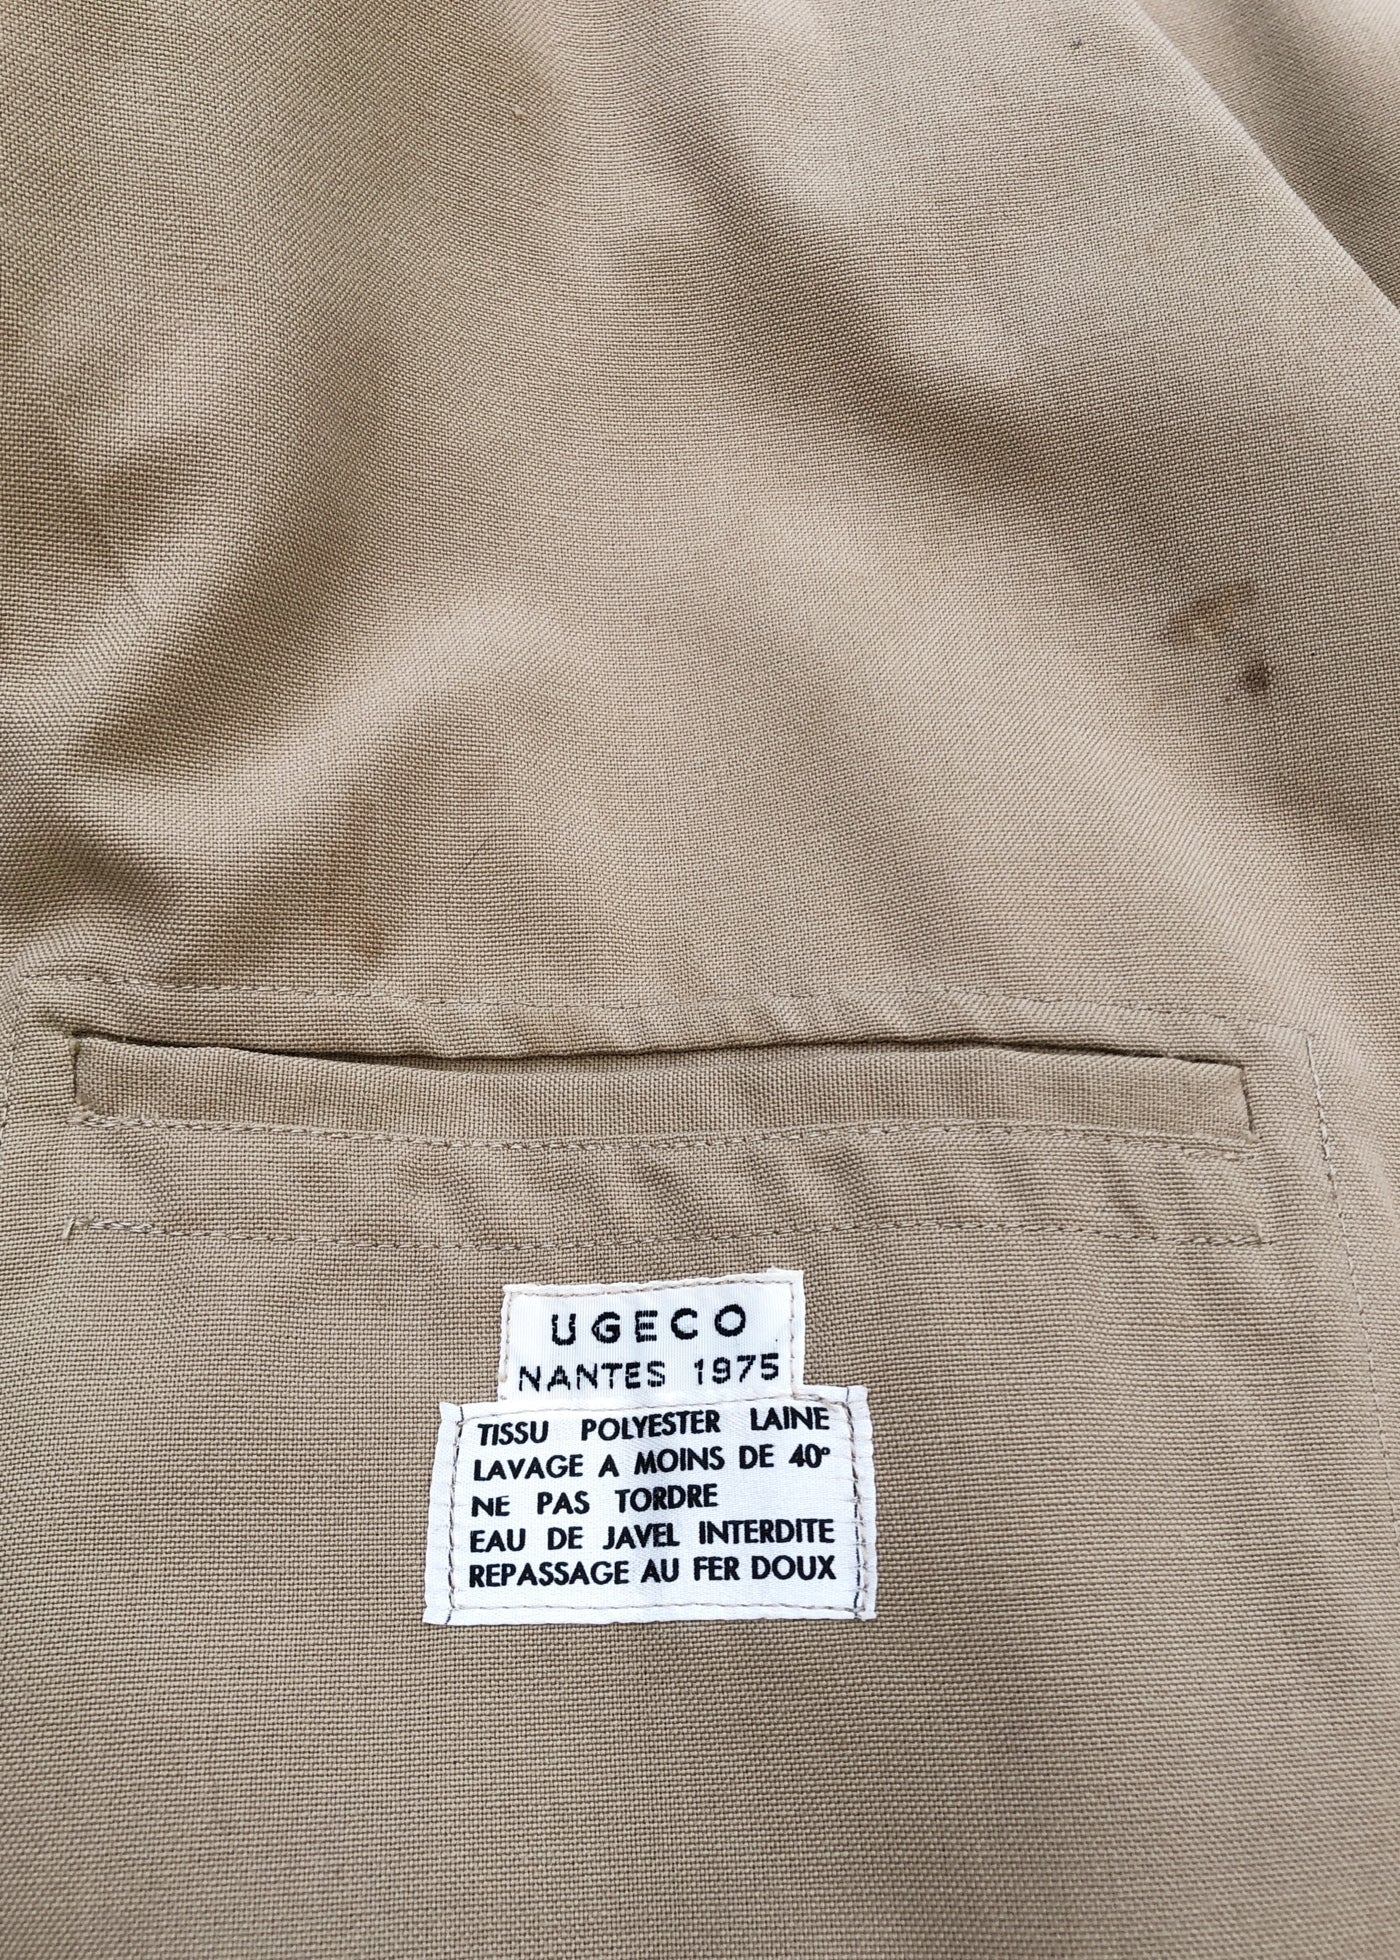 UGECO
NANTES 1975
TISSU POLYESTER LAINE
LAVAGE A MOINS DE 40°
NE PAS TORDRE
EAU DE JAVEL INTERDITE
REPASSAGE AU FER DOUX